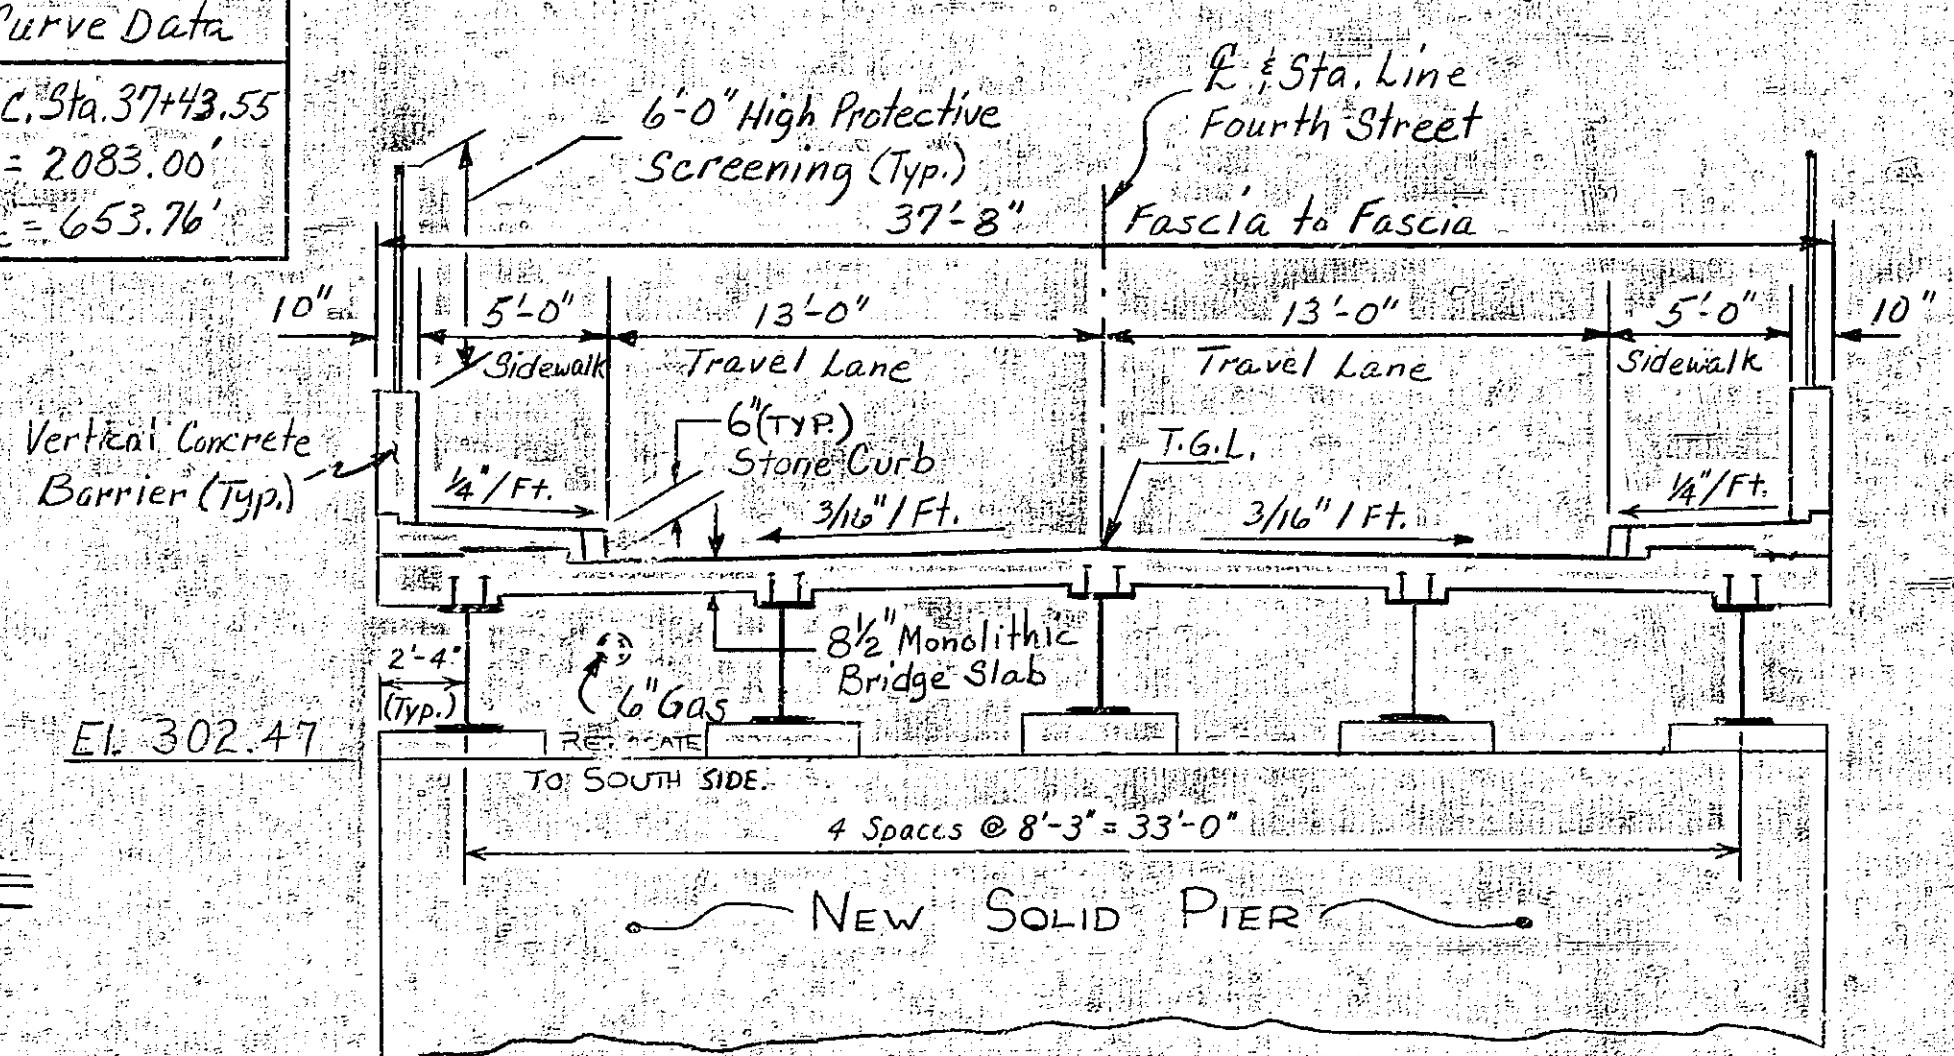 Curve Data
C. Sta. 37+43.55
= 2083.00'
= 653.76'
6'-0" High Protective
Screening (Typ.)
℄ & Sta. Line
Fourth Street
37'-8" Fascia to Fascia
10" 5'-0" 13'-0" 13'-0" 5'-0" 10"
Sidewalk Travel Lane Travel Lane Sidewalk
Vertical Concrete
Barrier (Typ.)
6" (TYP.)
Stone Curb
T.G.L.
1/4"/Ft. 3/16"/Ft. 3/16"/Ft. 1/4"/Ft.
8 1/2" Monolithic
Bridge Slab
2'-4"
(Typ.)
6" Gas
RELOCATE
TO SOUTH SIDE.
El. 302.47
4 Spaces @ 8'-3" = 33'-0"
NEW SOLID PIER